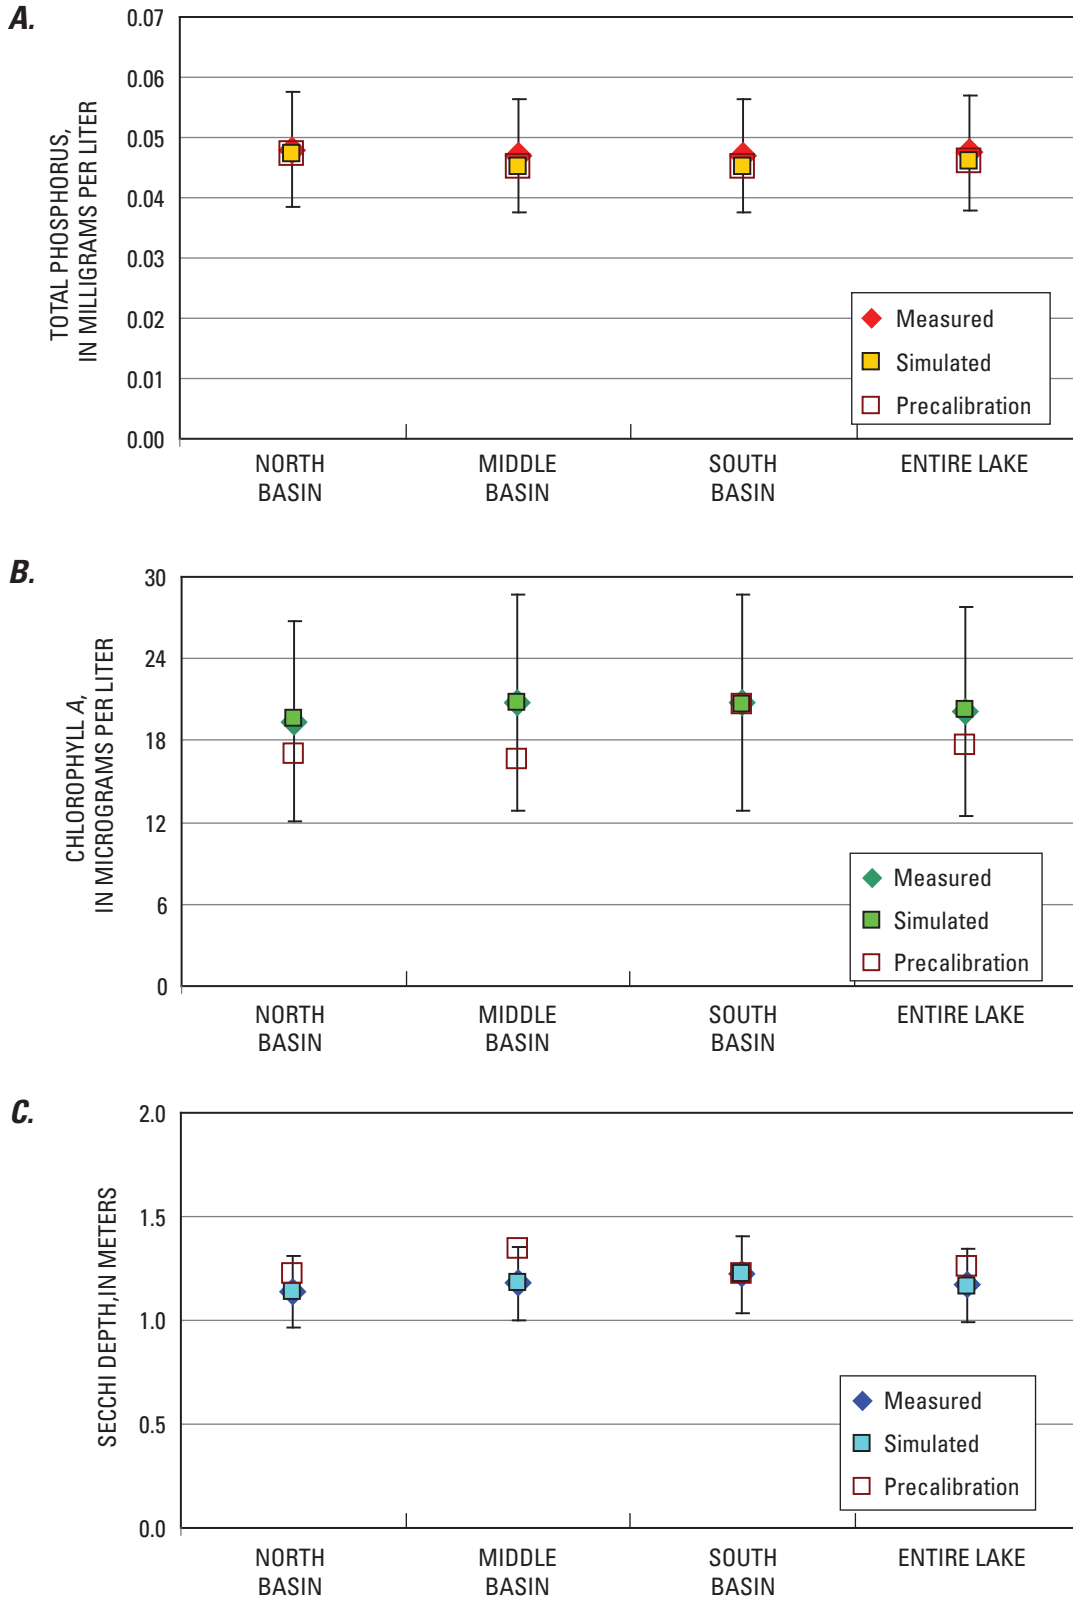 A.
TOTAL PHOSPHORUS,
IN MILLIGRAMS PER LITER
0.07
0.06
0.05
0.04
0.03
0.02
0.01
0.00
Measured
Simulated
Precalibration
NORTH
BASIN
MIDDLE
BASIN
SOUTH
BASIN
ENTIRE LAKE
B.
CHLOROPHYLL A,
IN MICROGRAMS PER LITER
30
24
18
12
6
0
Measured
Simulated
Precalibration
NORTH
BASIN
MIDDLE
BASIN
SOUTH
BASIN
ENTIRE LAKE
C.
SECCHI DEPTH,IN METERS
2.0
1.5
1.0
0.5
0.0
Measured
Simulated
Precalibration
NORTH
BASIN
MIDDLE
BASIN
SOUTH
BASIN
ENTIRE LAKE